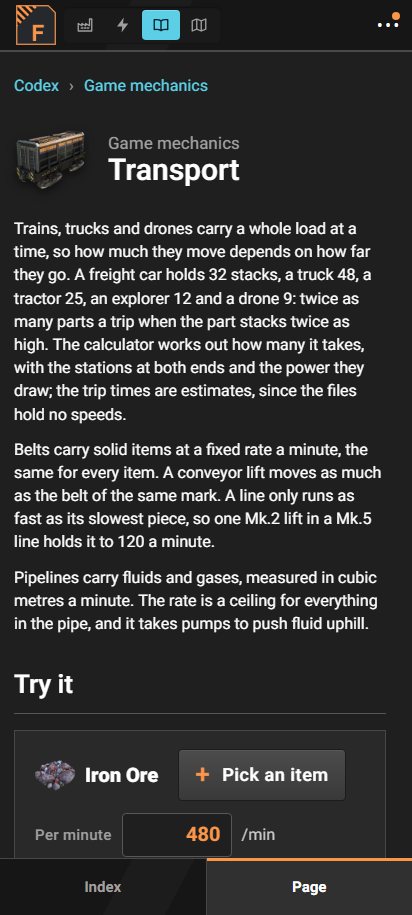 F
Codex › Game mechanics
Game mechanics
Transport
Trains, trucks and drones carry a whole load at a
time, so how much they move depends on how far
they go. A freight car holds 32 stacks, a truck 48, a
tractor 25, an explorer 12 and a drone 9: twice as
many parts a trip when the part stacks twice as
high. The calculator works out how many it takes,
with the stations at both ends and the power they
draw; the trip times are estimates, since the files
hold no speeds.
Belts carry solid items at a fixed rate a minute, the
same for every item. A conveyor lift moves as much
as the belt of the same mark. A line only runs as
fast as its slowest piece, so one Mk.2 lift in a Mk.5
line holds it to 120 a minute.
Pipelines carry fluids and gases, measured in cubic
metres a minute. The rate is a ceiling for everything
in the pipe, and it takes pumps to push fluid uphill.
Try it
Iron Ore + Pick an item
Per minute 480 /min
Index Page